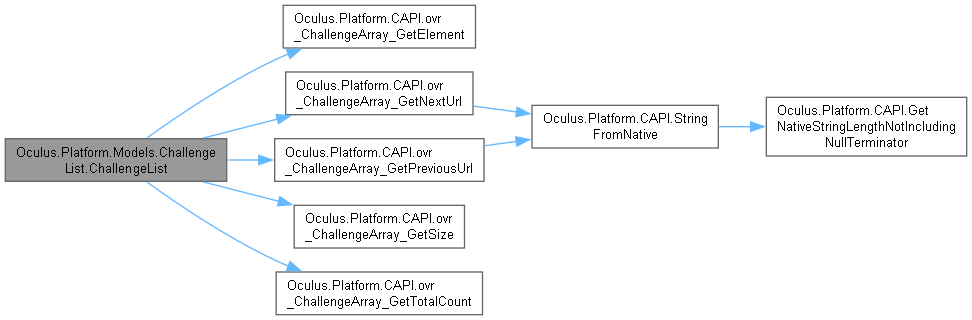 Oculus.Platform.Models.Challenge
List.ChallengeList
Oculus.Platform.CAPI.ovr
_ChallengeArray_GetElement
Oculus.Platform.CAPI.ovr
_ChallengeArray_GetNextUrl
Oculus.Platform.CAPI.ovr
_ChallengeArray_GetPreviousUrl
Oculus.Platform.CAPI.ovr
_ChallengeArray_GetSize
Oculus.Platform.CAPI.ovr
_ChallengeArray_GetTotalCount
Oculus.Platform.CAPI.String
FromNative
Oculus.Platform.CAPI.Get
NativeStringLengthNotIncluding
NullTerminator